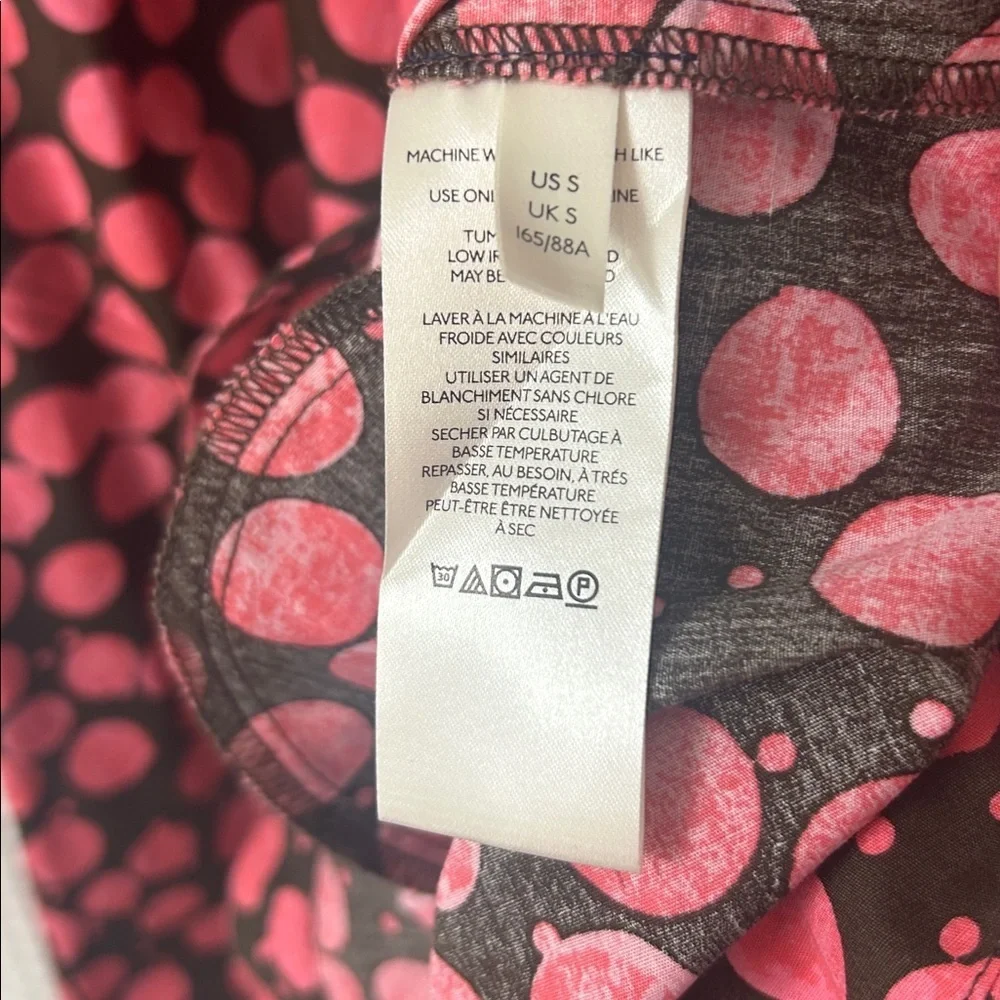 MACHINE W H LIKE
USE ONL INE
TUM
LOW IR D
MAY BE D
US S
UK S
165/88A
LAVER À LA MACHINE A L'EAU
FROIDE AVEC COULEURS
SIMILAIRES
UTILISER UN AGENT DE
BLANCHIMENT SANS CHLORE
SI NÉCESSAIRE
SECHER PAR CULBUTAGE À
BASSE TEMPERATURE
REPASSER, AU BESOIN, À TRÉS
BASSE TEMPÉRATURE
PEUT-ÊTRE ÊTRE NETTOYÉE
À SEC
30
P